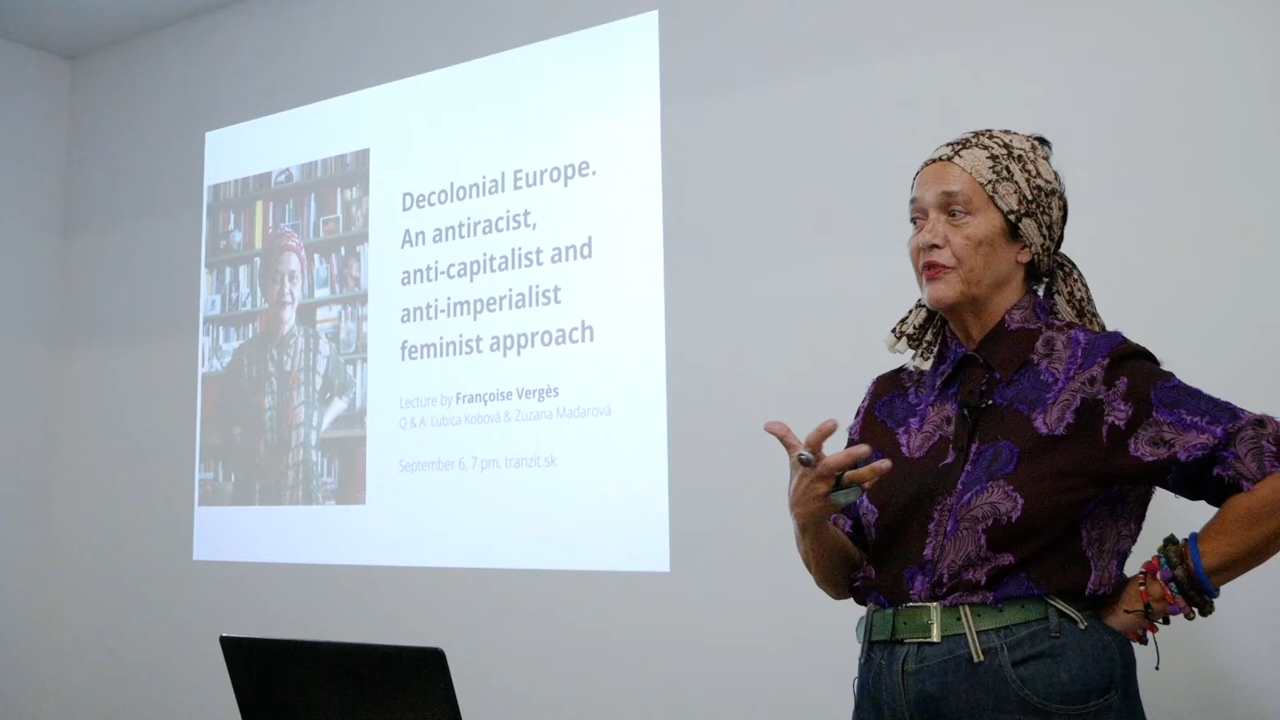 Decolonial Europe.
An antiracist,
anti-capitalist and
anti-imperialist
feminist approach
Lecture by Françoise Vergès
Q & A: Ľubica Kobová & Zuzana Maďarová
September 6, 7 pm, tranzit.sk